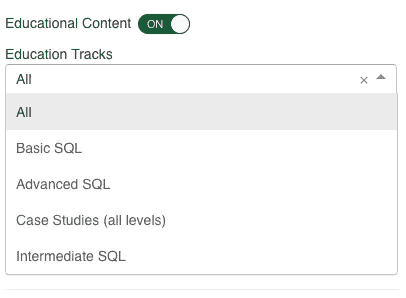 Educational Content ON
Education Tracks
All ×
All
Basic SQL
Advanced SQL
Case Studies (all levels)
Intermediate SQL